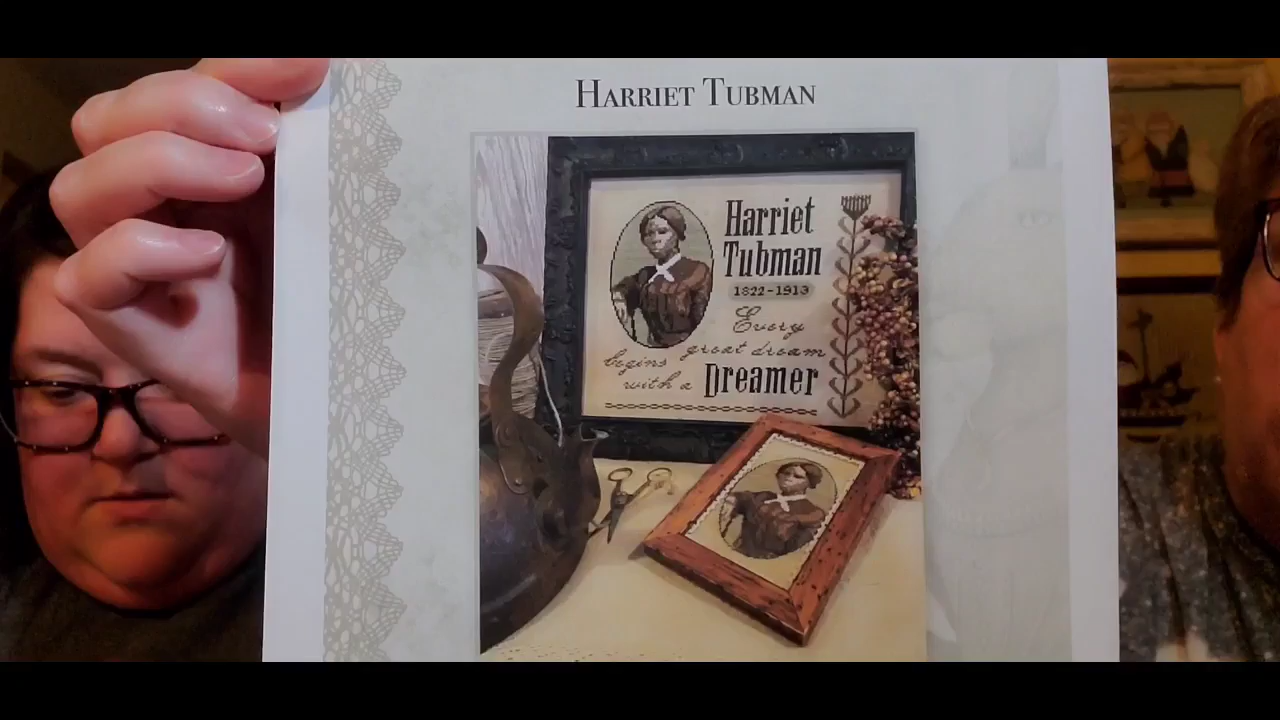 HARRIET TUBMAN
Harriet
Tubman
1822-1913
Every
great dream
begins
with a Dreamer